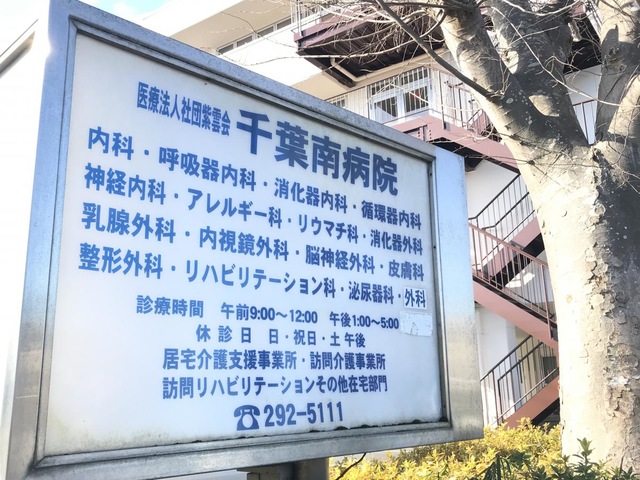 医療法人社団紫雲会 千葉南病院
内科・呼吸器内科・消化器内科・循環器内科
神経内科・アレルギー科・リウマチ科・消化器外科
乳腺外科・内視鏡外科・脳神経外科・皮膚科
整形外科・リハビリテーション科・泌尿器科・外科
診療時間 午前9:00〜12:00 午後1:00〜5:00
休診日 日・祝日・土午後
居宅介護支援事業所・訪問介護事業所
訪問リハビリテーションその他在宅部門
☎292-5111